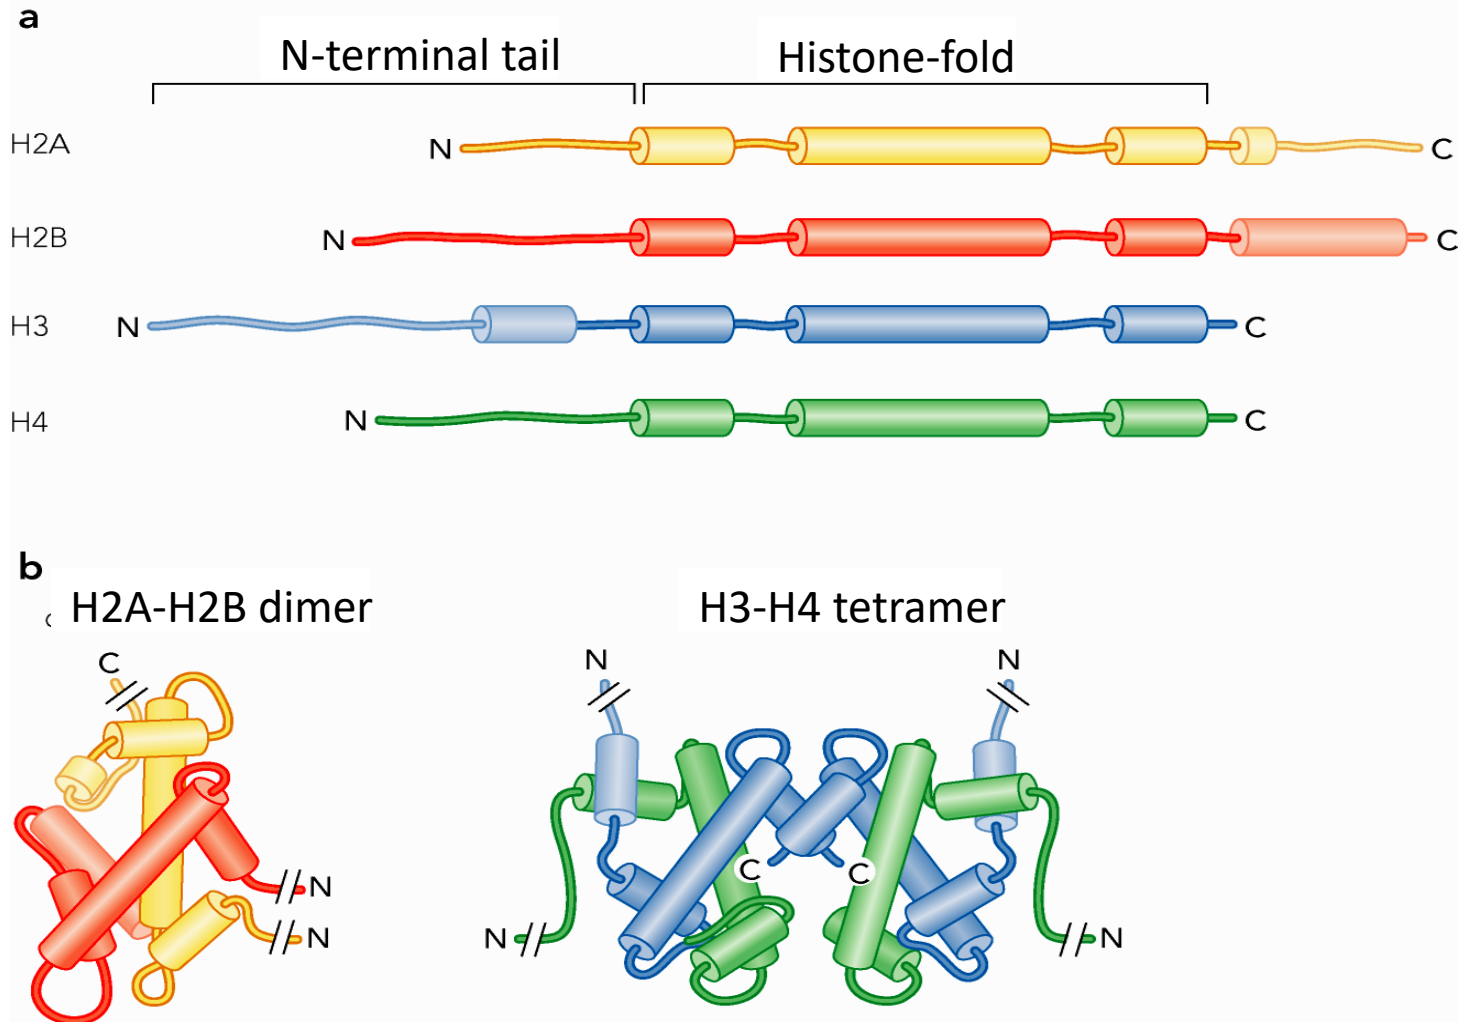 a
N-terminal tail Histone-fold
H2A N C
H2B N C
H3 N C
H4 N C
b
H2A-H2B dimer H3-H4 tetramer
C N N
C C
N
N N N